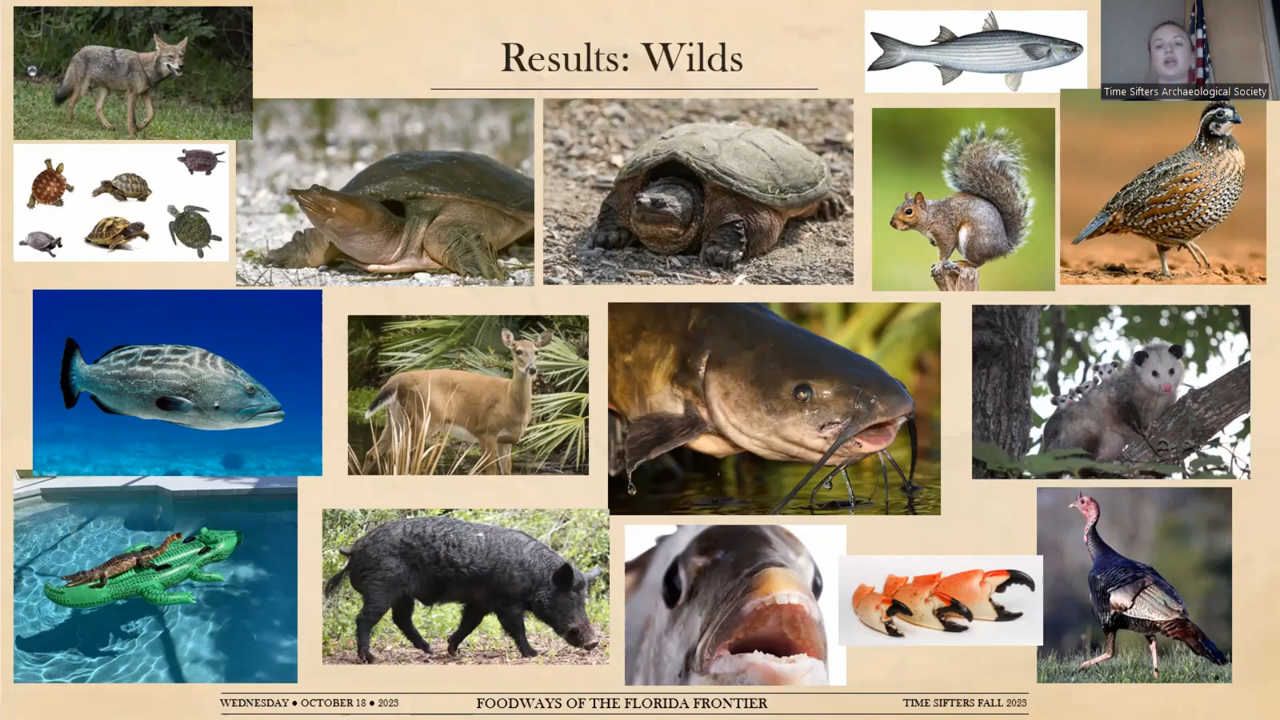 Results: Wilds
Time Sifters Archaeological Society
WEDNESDAY ● OCTOBER 18 ● 2023
FOODWAYS OF THE FLORIDA FRONTIER
TIME SIFTERS FALL 2023